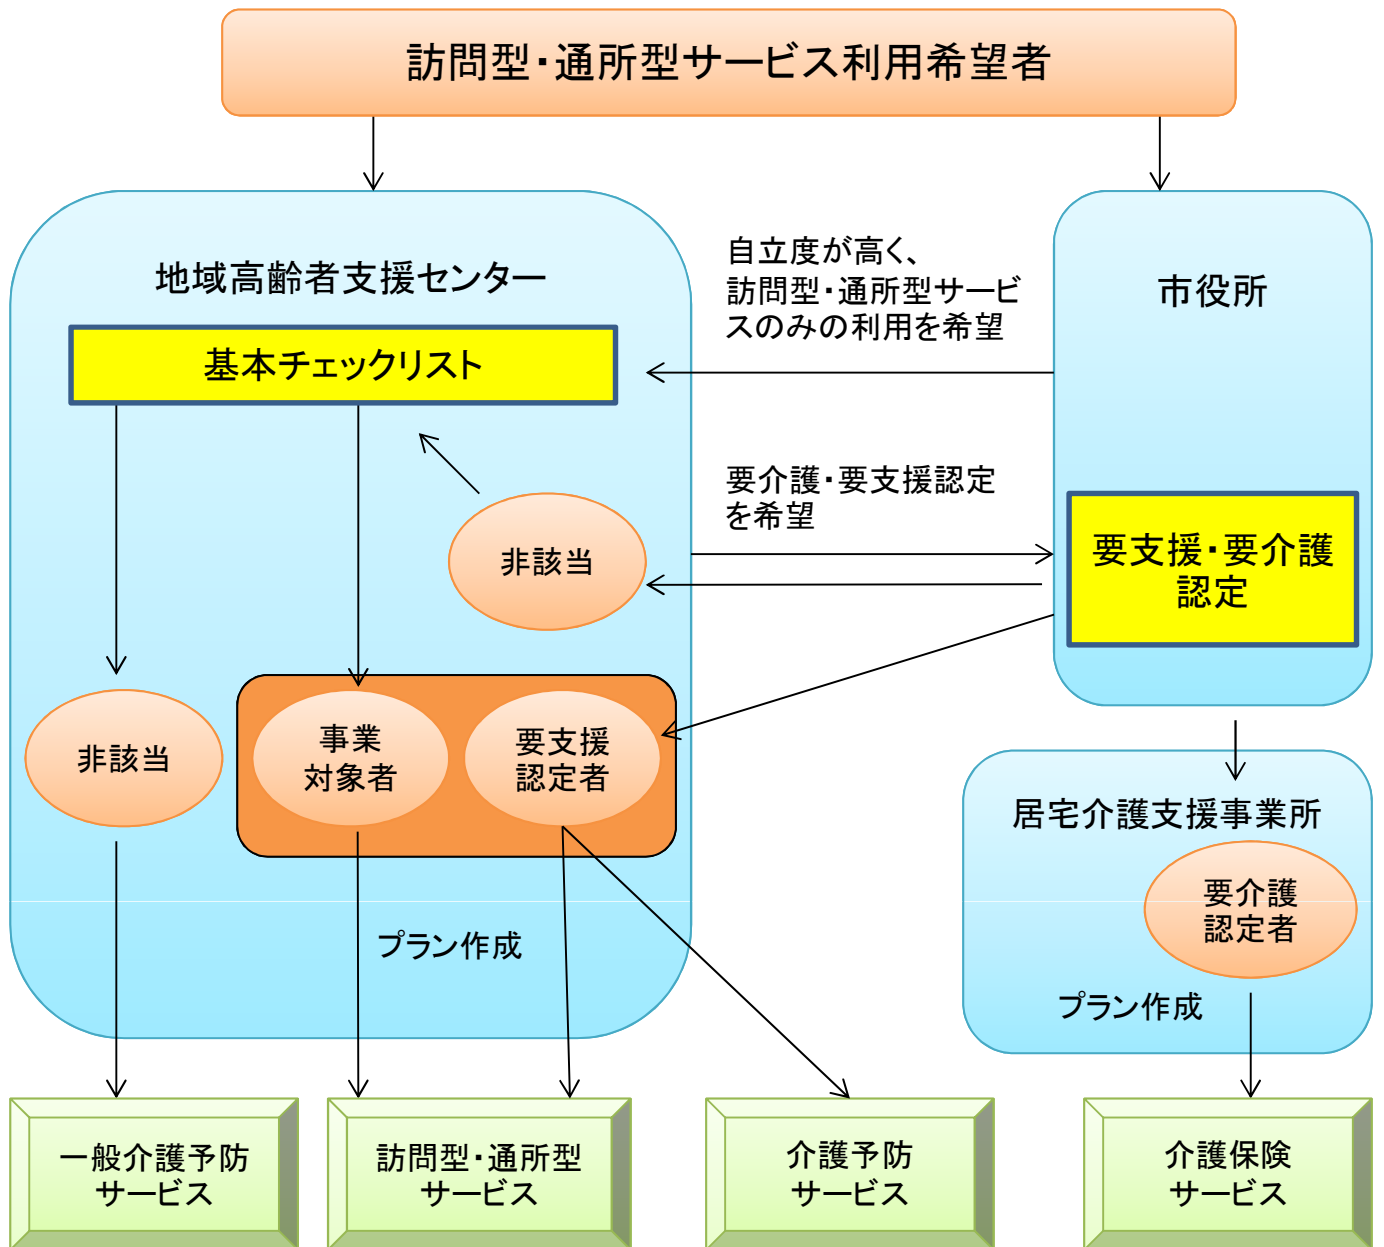 訪問型・通所型サービス利用希望者
地域高齢者支援センター
基本チェックリスト
自立度が高く、
訪問型・通所型サービ
スのみの利用を希望
市役所
要介護・要支援認定
を希望
非該当
要支援・要介護
認定
非該当
事業
対象者
要支援
認定者
居宅介護支援事業所
要介護
認定者
プラン作成
プラン作成
一般介護予防
サービス
訪問型・通所型
サービス
介護予防
サービス
介護保険
サービス